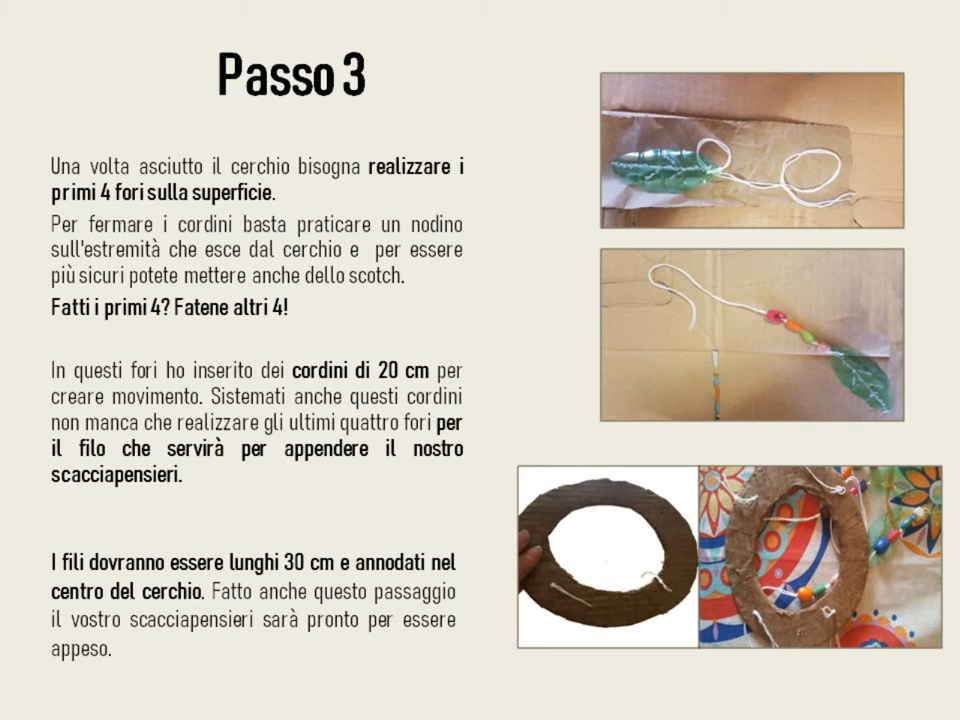 Passo 3
Una volta asciutto il cerchio bisogna realizzare i
primi 4 fori sulla superficie.
Per fermare i cordini basta praticare un nodino
sull'estremità che esce dal cerchio e per essere
più sicuri potete mettere anche dello scotch.
Fatti i primi 4? Fatene altri 4!
In questi fori ho inserito dei cordini di 20 cm per
creare movimento. Sistemati anche questi cordini
non manca che realizzare gli ultimi quattro fori per
il filo che servirà per appendere il nostro
scacciapensieri.
I fili dovranno essere lunghi 30 cm e annodati nel
centro del cerchio. Fatto anche questo passaggio
il vostro scacciapensieri sarà pronto per essere
appeso.